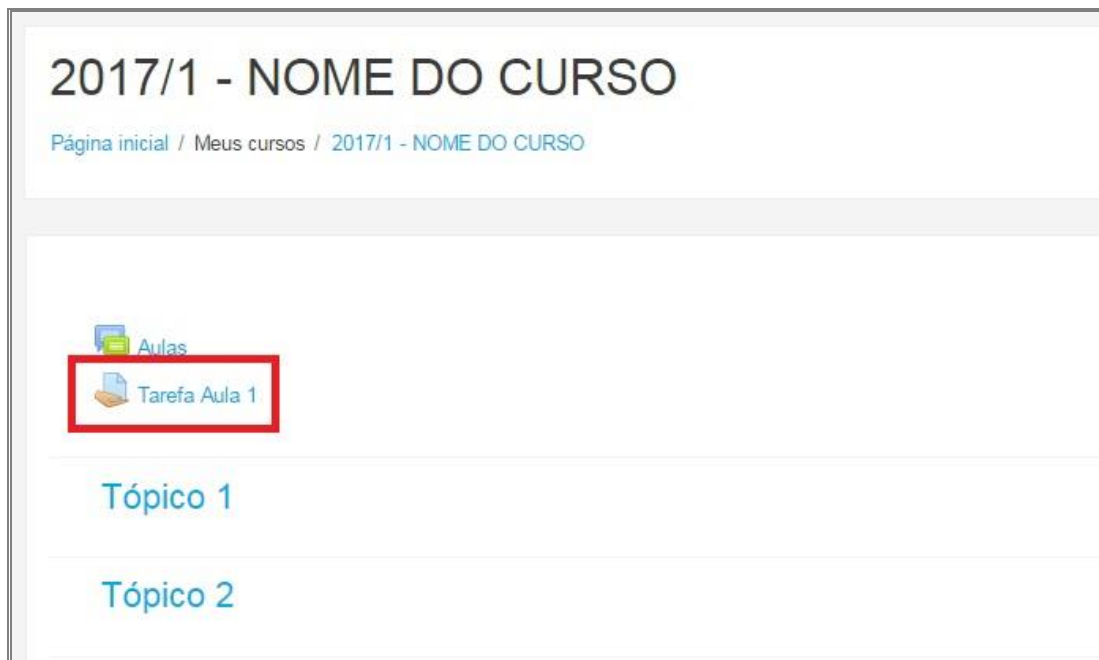 2017/1 - NOME DO CURSO
Página inicial / Meus cursos / 2017/1 - NOME DO CURSO
Aulas
Tarefa Aula 1
Tópico 1
Tópico 2